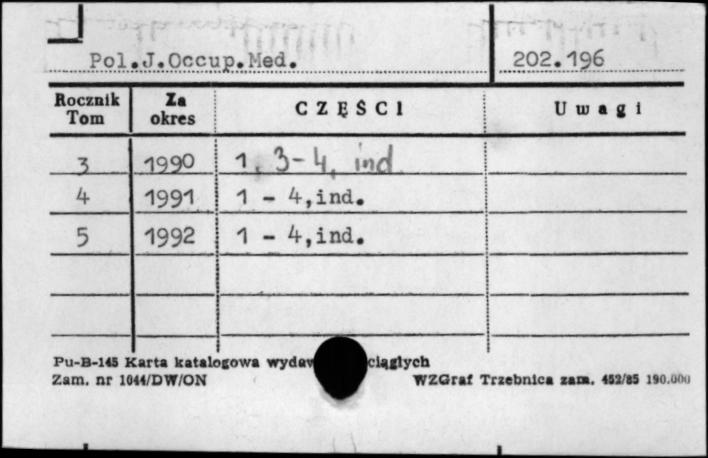 Pol.J.Occup.Med. 202.196
Rocznik Tom Za okres CZĘŚCI Uwagi
3 1990 1, 3-4, ind
4 1991 1 - 4,ind.
5 1992 1 - 4,ind.
Pu-B-145 Karta katalogowa wydaw ciągłych
Zam. nr 1044/DW/ON WZGraf Trzebnica zam. 452/85 190.000